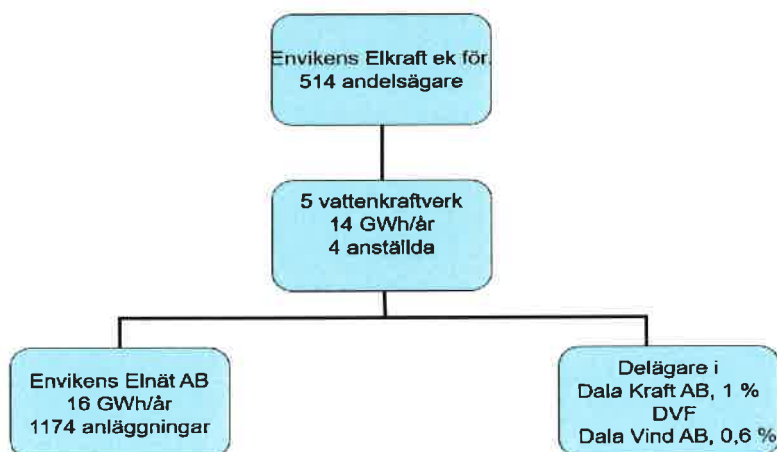 Envikens Elkraft ek för.
514 andelsägare
5 vattenkraftverk
14 GWh/år
4 anställda
Envikens Elnät AB
16 GWh/år
1174 anläggningar
Delägare i
Dala Kraft AB, 1 %
DVF
Dala Vind AB, 0,6 %